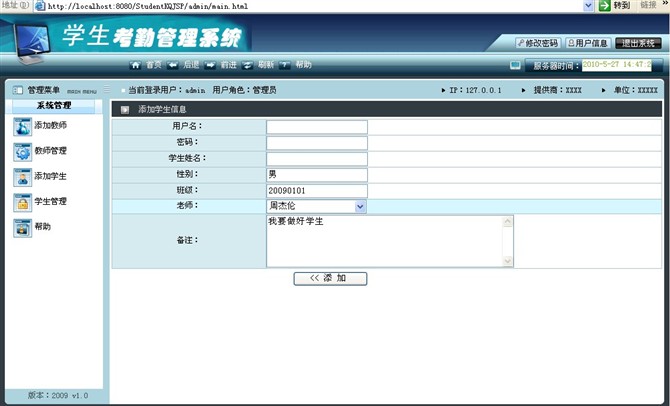 地址(D) http://localhost:8080/StudentKQJSP/admin/main.html 转到 链接 »
学生考勤管理系统
修改密码 用户信息 退出系统
首页 后退 前进 刷新 帮助 服务器时间: 2010-5-27 14:47:2
管理菜单 MAIN MENU 当前登录用户:admin 用户角色:管理员 IP:127.0.0.1 提供商:XXXX 单位:XXXXX
系统管理
添加教师
教师管理
添加学生
学生管理
帮助
添加学生信息
用户名:
密码:
学生姓名:
性别: 男
班级: 20090101
老师: 周杰伦
备注: 我要做好学生
<< 添 加
版本:2009 v1.0